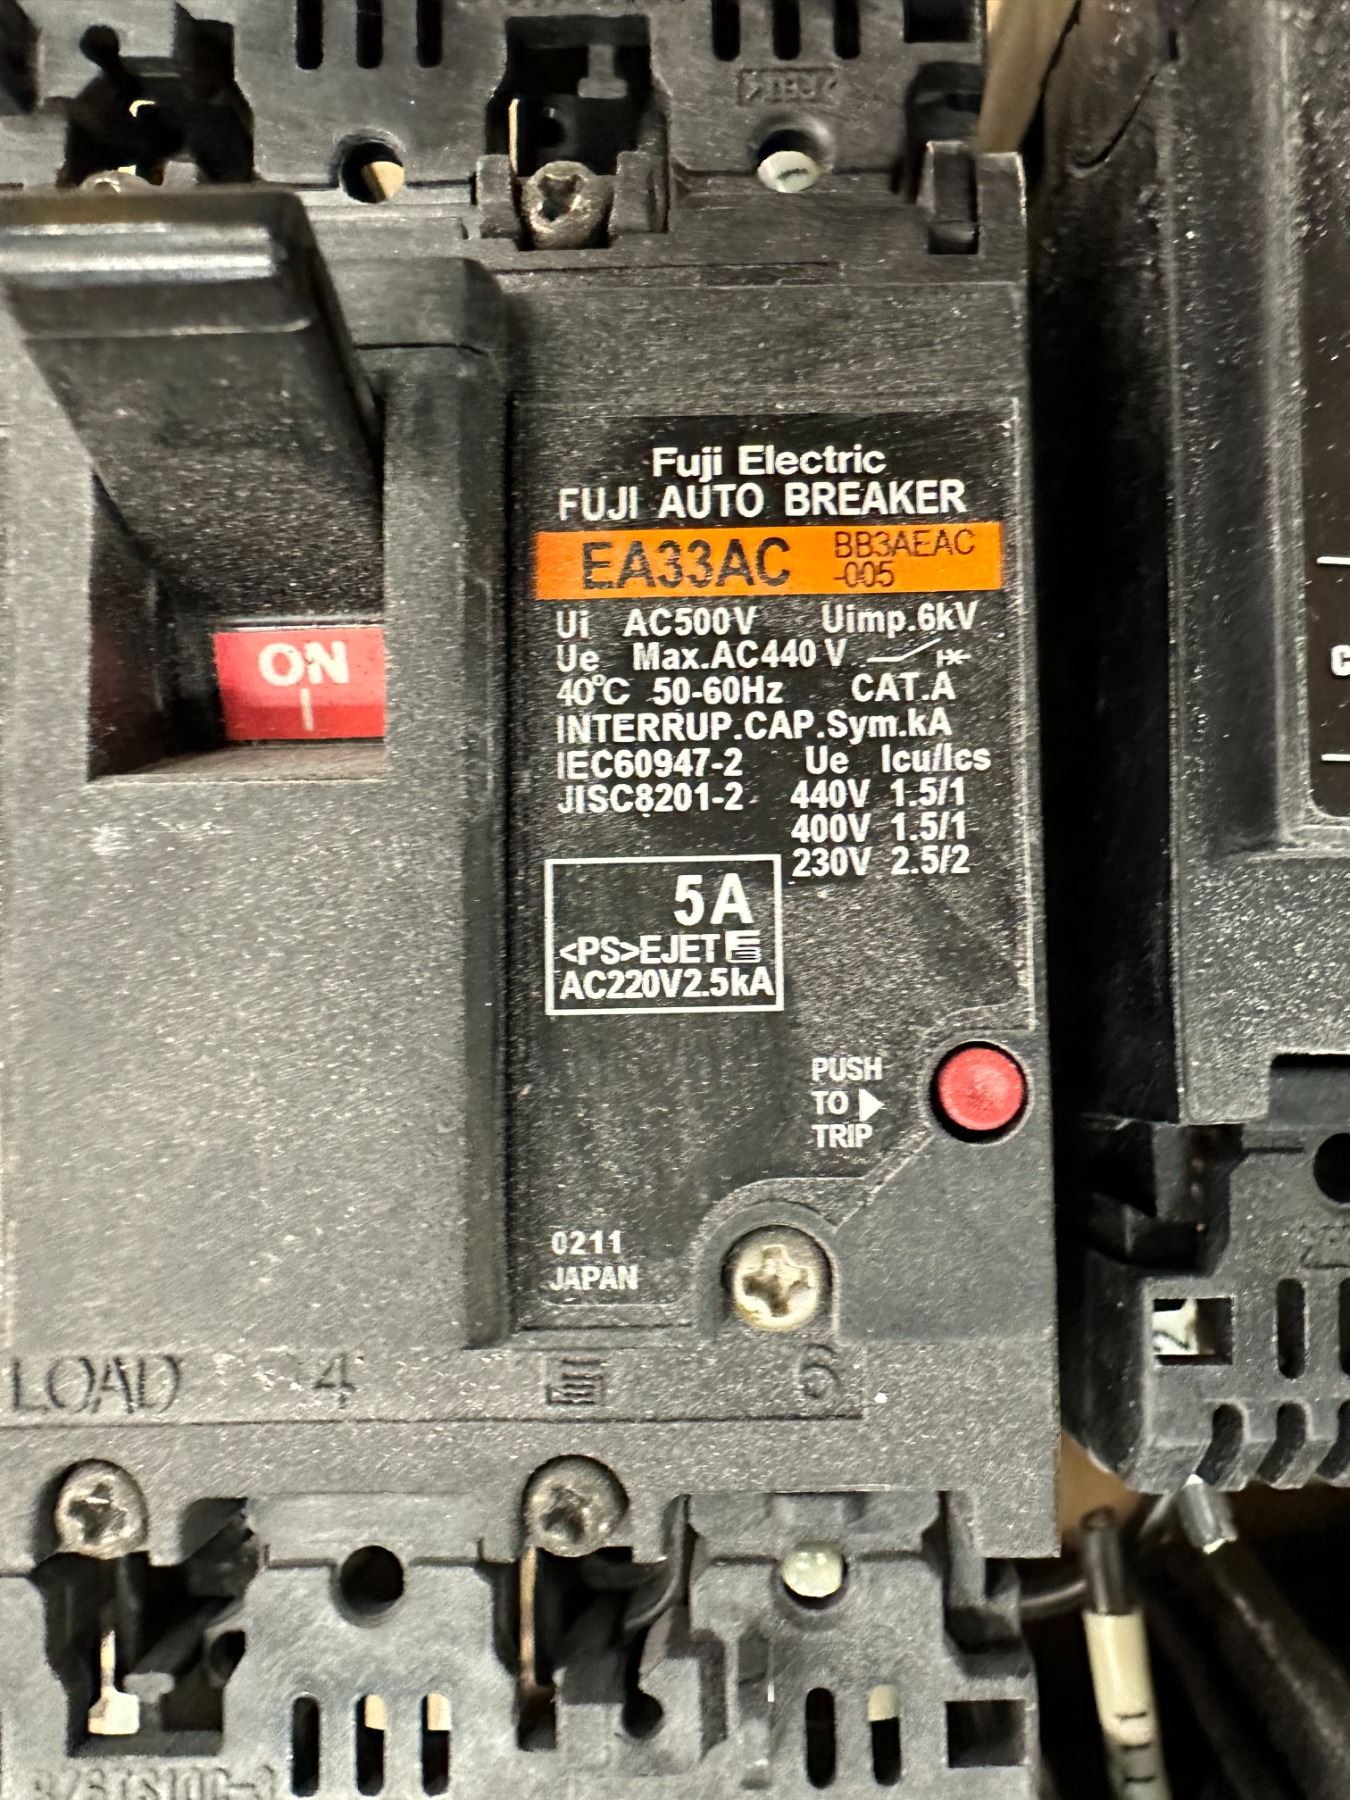 Fuji Electric
FUJI AUTO BREAKER
EA33AC BB3AEAC
-005
Ui AC500V Uimp.6kV
Ue Max.AC440V
40°C 50-60Hz CAT.A
INTERRUP.CAP.Sym.kA
IEC60947-2 Ue Icu/Ics
JISC8201-2 440V 1.5/1
400V 1.5/1
230V 2.5/2
ON
5A
<PS>EJET
AC220V2.5kA
PUSH
TO
TRIP
0211
JAPAN
LOAD 4 6